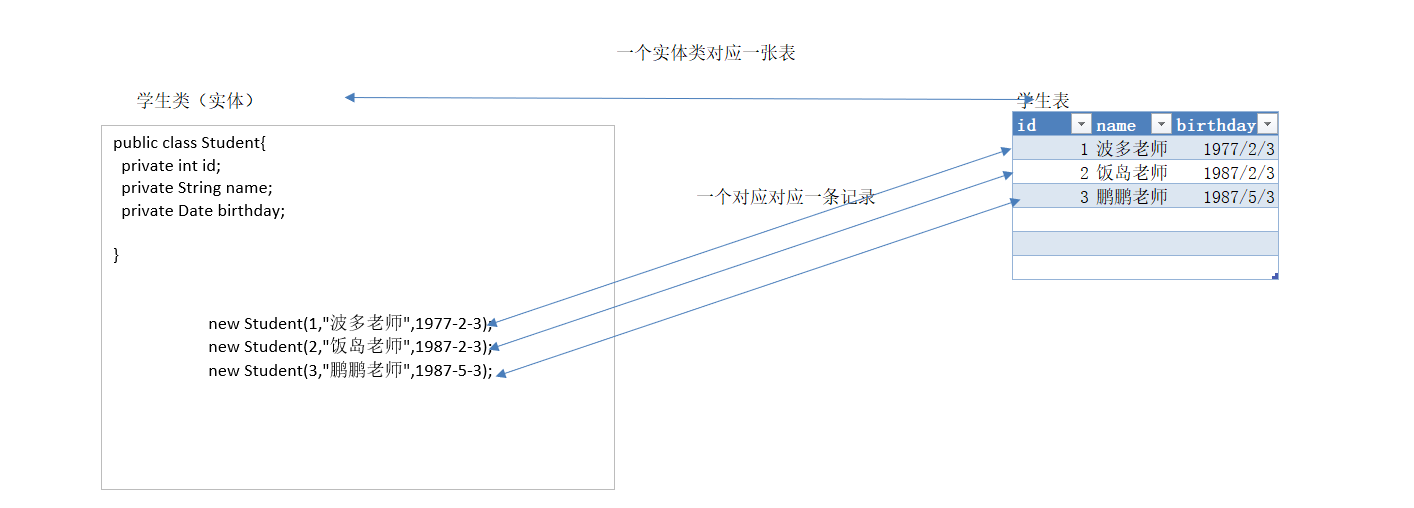 一个实体类对应一张表
学生类（实体）
public class Student{
private int id;
private String name;
private Date birthday;
}
new Student(1,"波多老师",1977-2-3);
new Student(2,"饭岛老师",1987-2-3);
new Student(3,"鹏鹏老师",1987-5-3);
一个对应对应一条记录
学生表
id name birthday
1 波多老师 1977/2/3
2 饭岛老师 1987/2/3
3 鹏鹏老师 1987/5/3